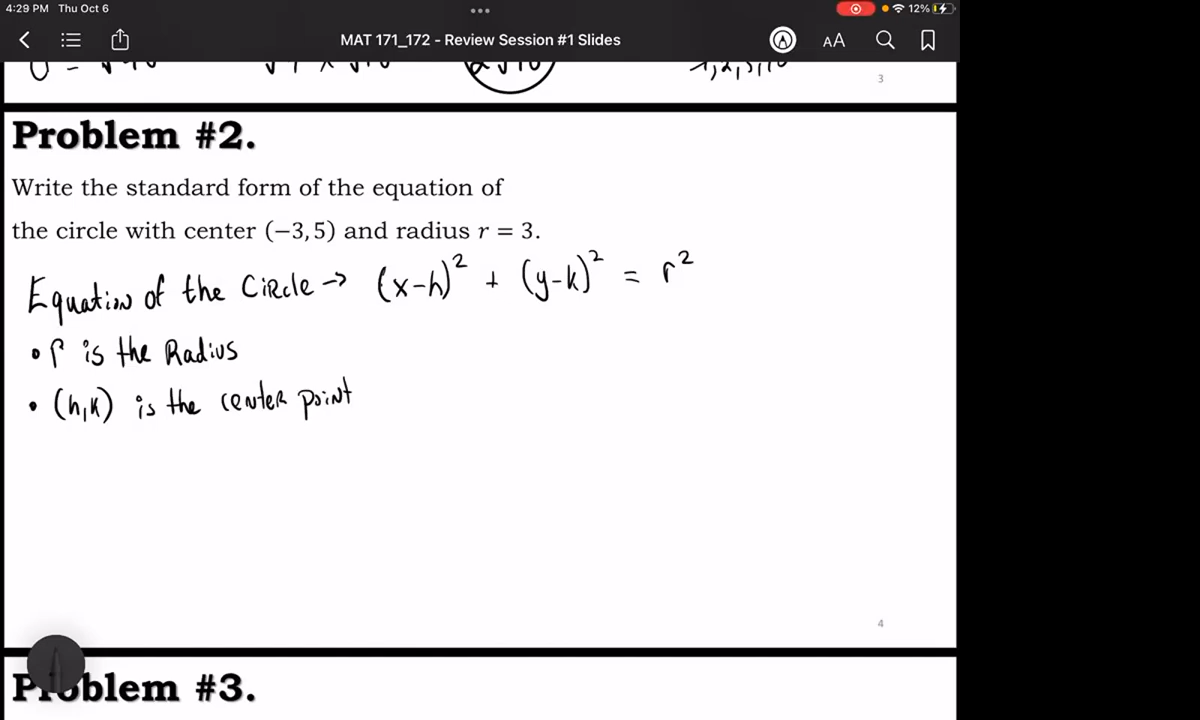 4:29 PM Thu Oct 6
12%
MAT 171_172 - Review Session #1 Slides
AA
3
Problem #2.
Write the standard form of the equation of
the circle with center (−3, 5) and radius r = 3.
Equation of the Circle → (x-h)² + (y-k)² = r²
• r is the Radius
• (h,k) is the center point
4
Problem #3.